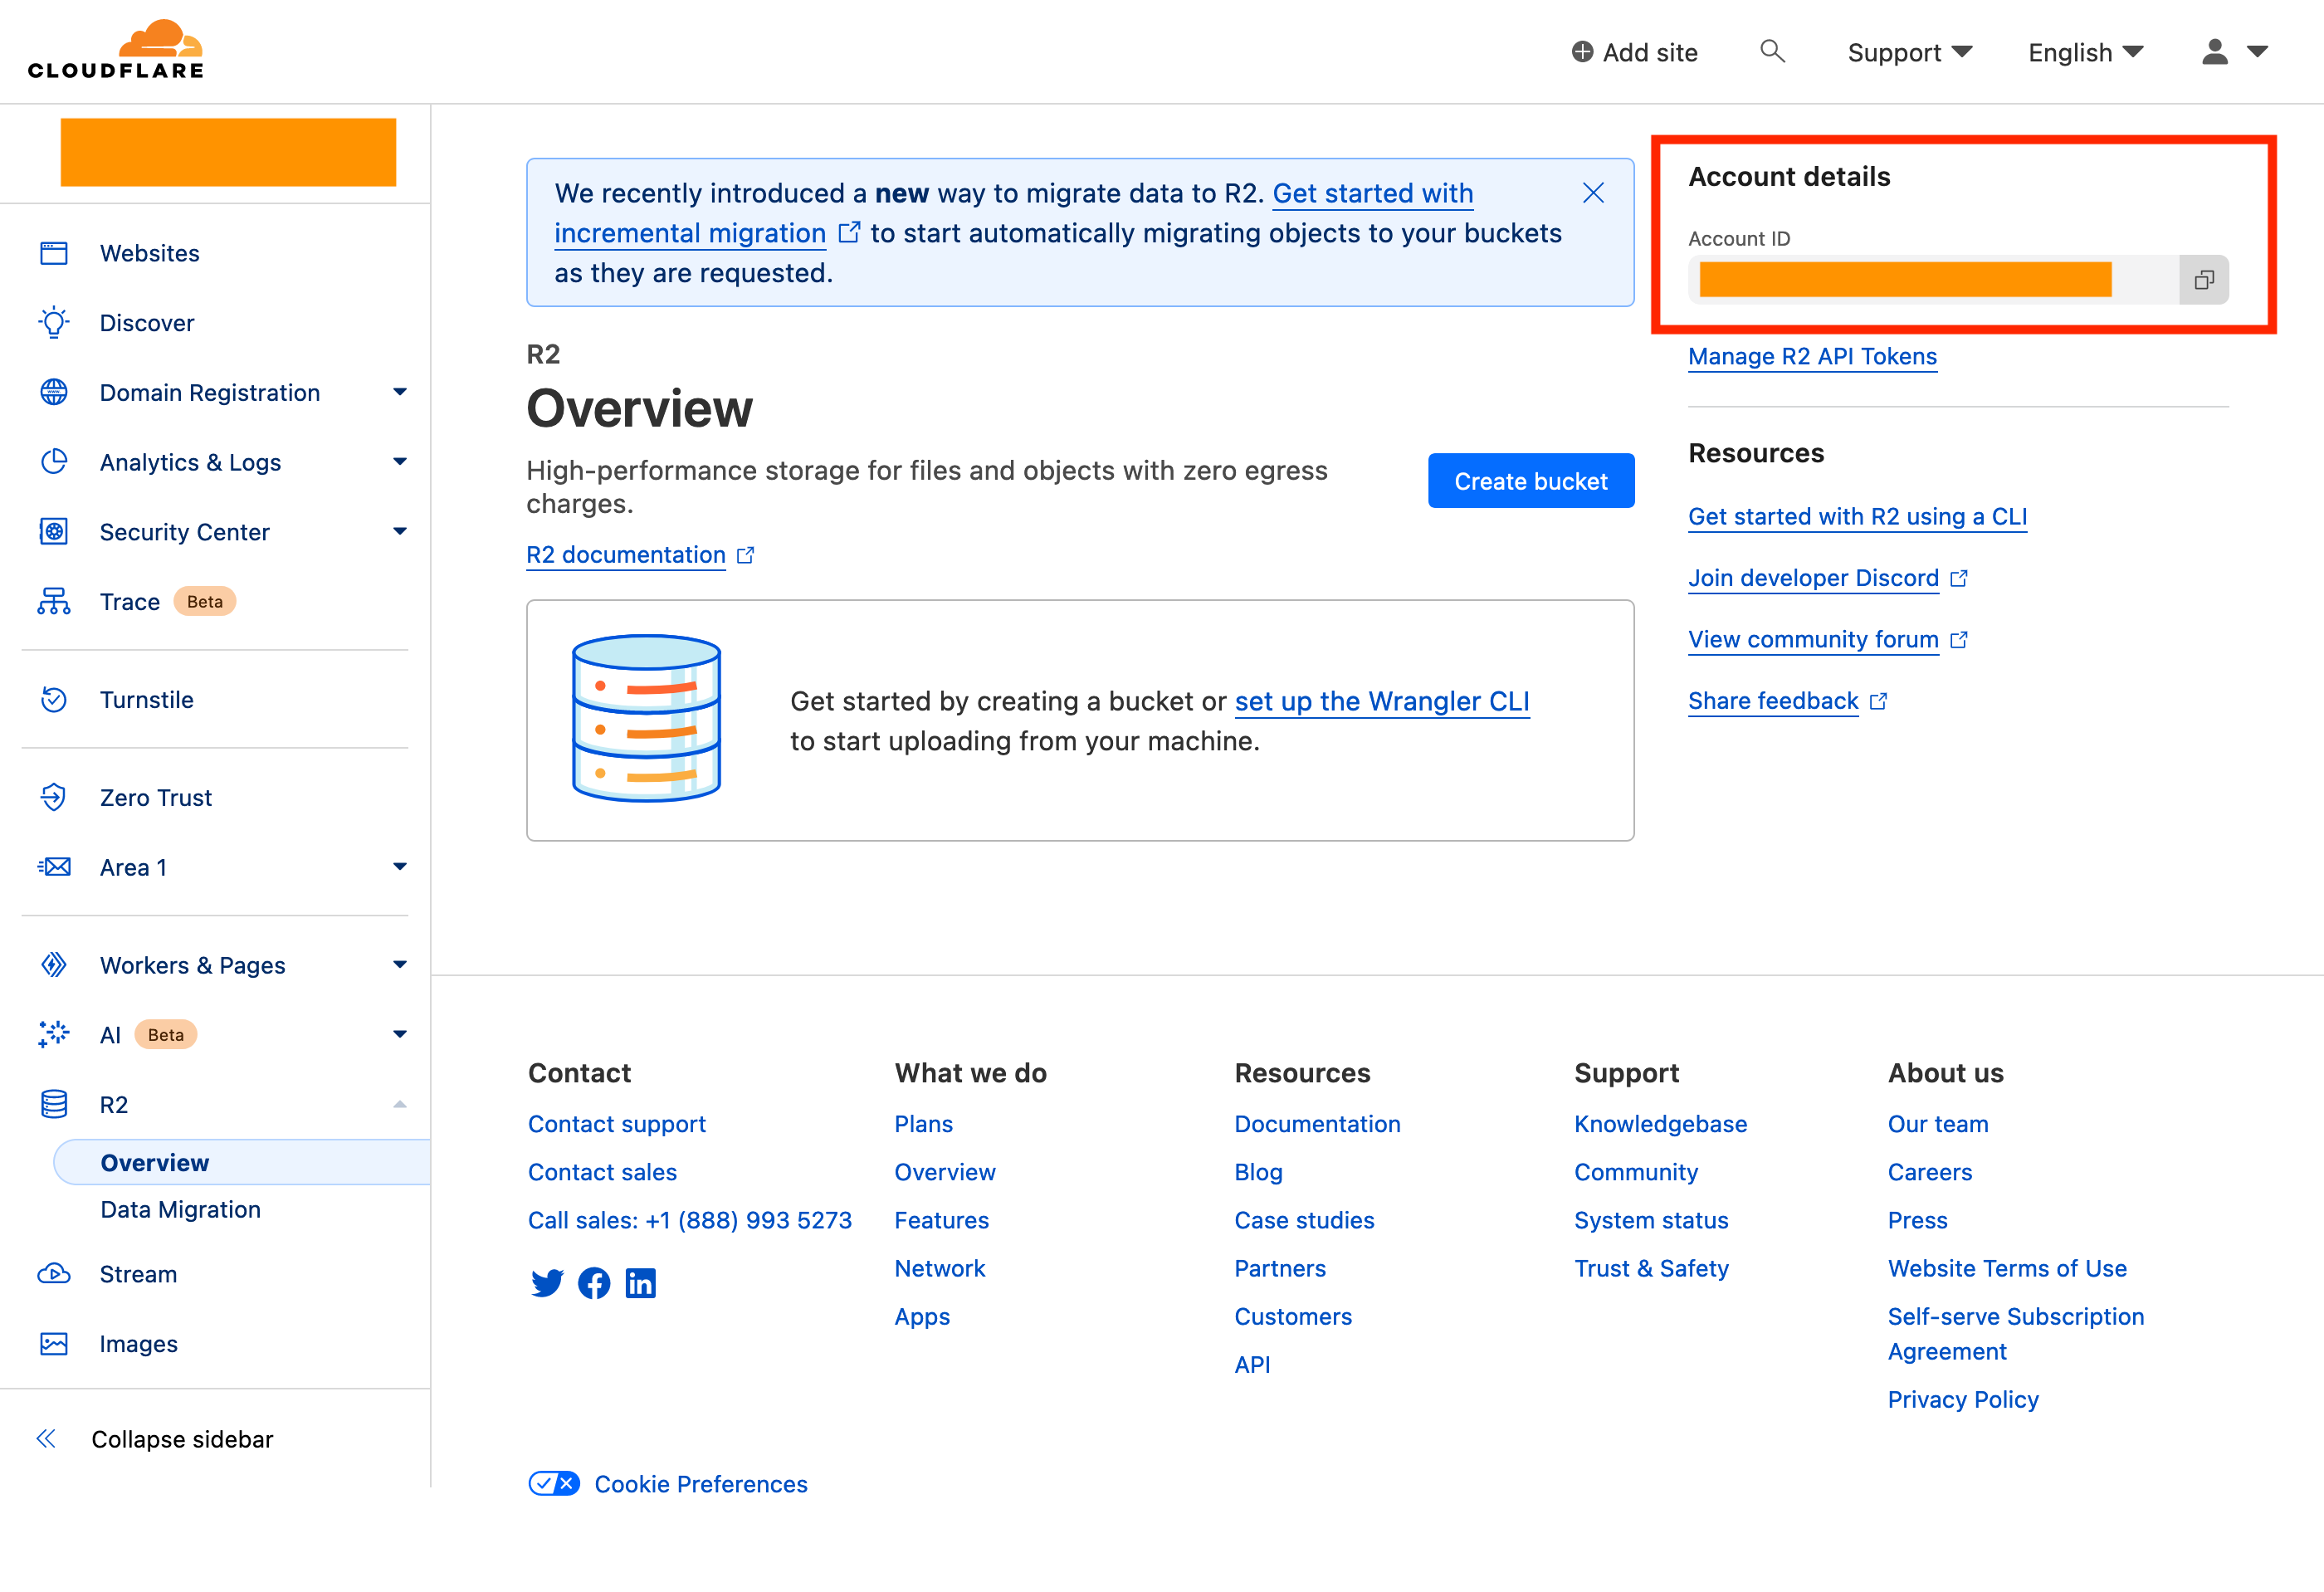 CLOUDFLARE
Add site
Support
English
Websites
Discover
Domain Registration
Analytics & Logs
Security Center
Trace Beta
Turnstile
Zero Trust
Area 1
Workers & Pages
AI Beta
R2
Overview
Data Migration
Stream
Images
Collapse sidebar
We recently introduced a new way to migrate data to R2. Get started with
incremental migration to start automatically migrating objects to your buckets
as they are requested.
R2
Overview
High-performance storage for files and objects with zero egress
charges.
Create bucket
R2 documentation
Get started by creating a bucket or set up the Wrangler CLI
to start uploading from your machine.
Account details
Account ID
Manage R2 API Tokens
Resources
Get started with R2 using a CLI
Join developer Discord
View community forum
Share feedback
Contact
Contact support
Contact sales
Call sales: +1 (888) 993 5273
What we do
Plans
Overview
Features
Network
Apps
Resources
Documentation
Blog
Case studies
Partners
Customers
API
Support
Knowledgebase
Community
System status
Trust & Safety
About us
Our team
Careers
Press
Website Terms of Use
Self-serve Subscription
Agreement
Privacy Policy
Cookie Preferences